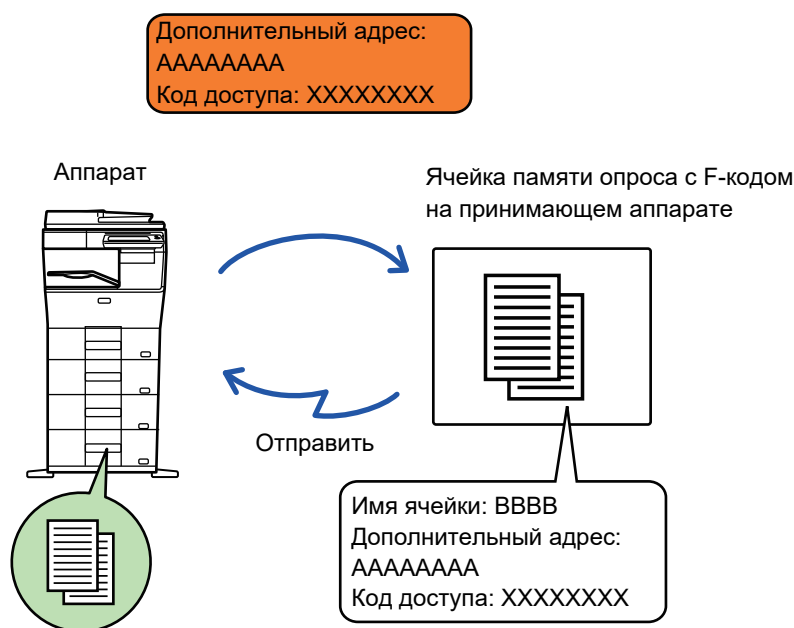 Дополнительный адрес:
AAAAAAAA
Код доступа: XXXXXXXX
Аппарат
Ячейка памяти опроса с F-кодом
на принимающем аппарате
Отправить
Имя ячейки: BBBB
Дополнительный адрес:
AAAAAAAA
Код доступа: XXXXXXXX